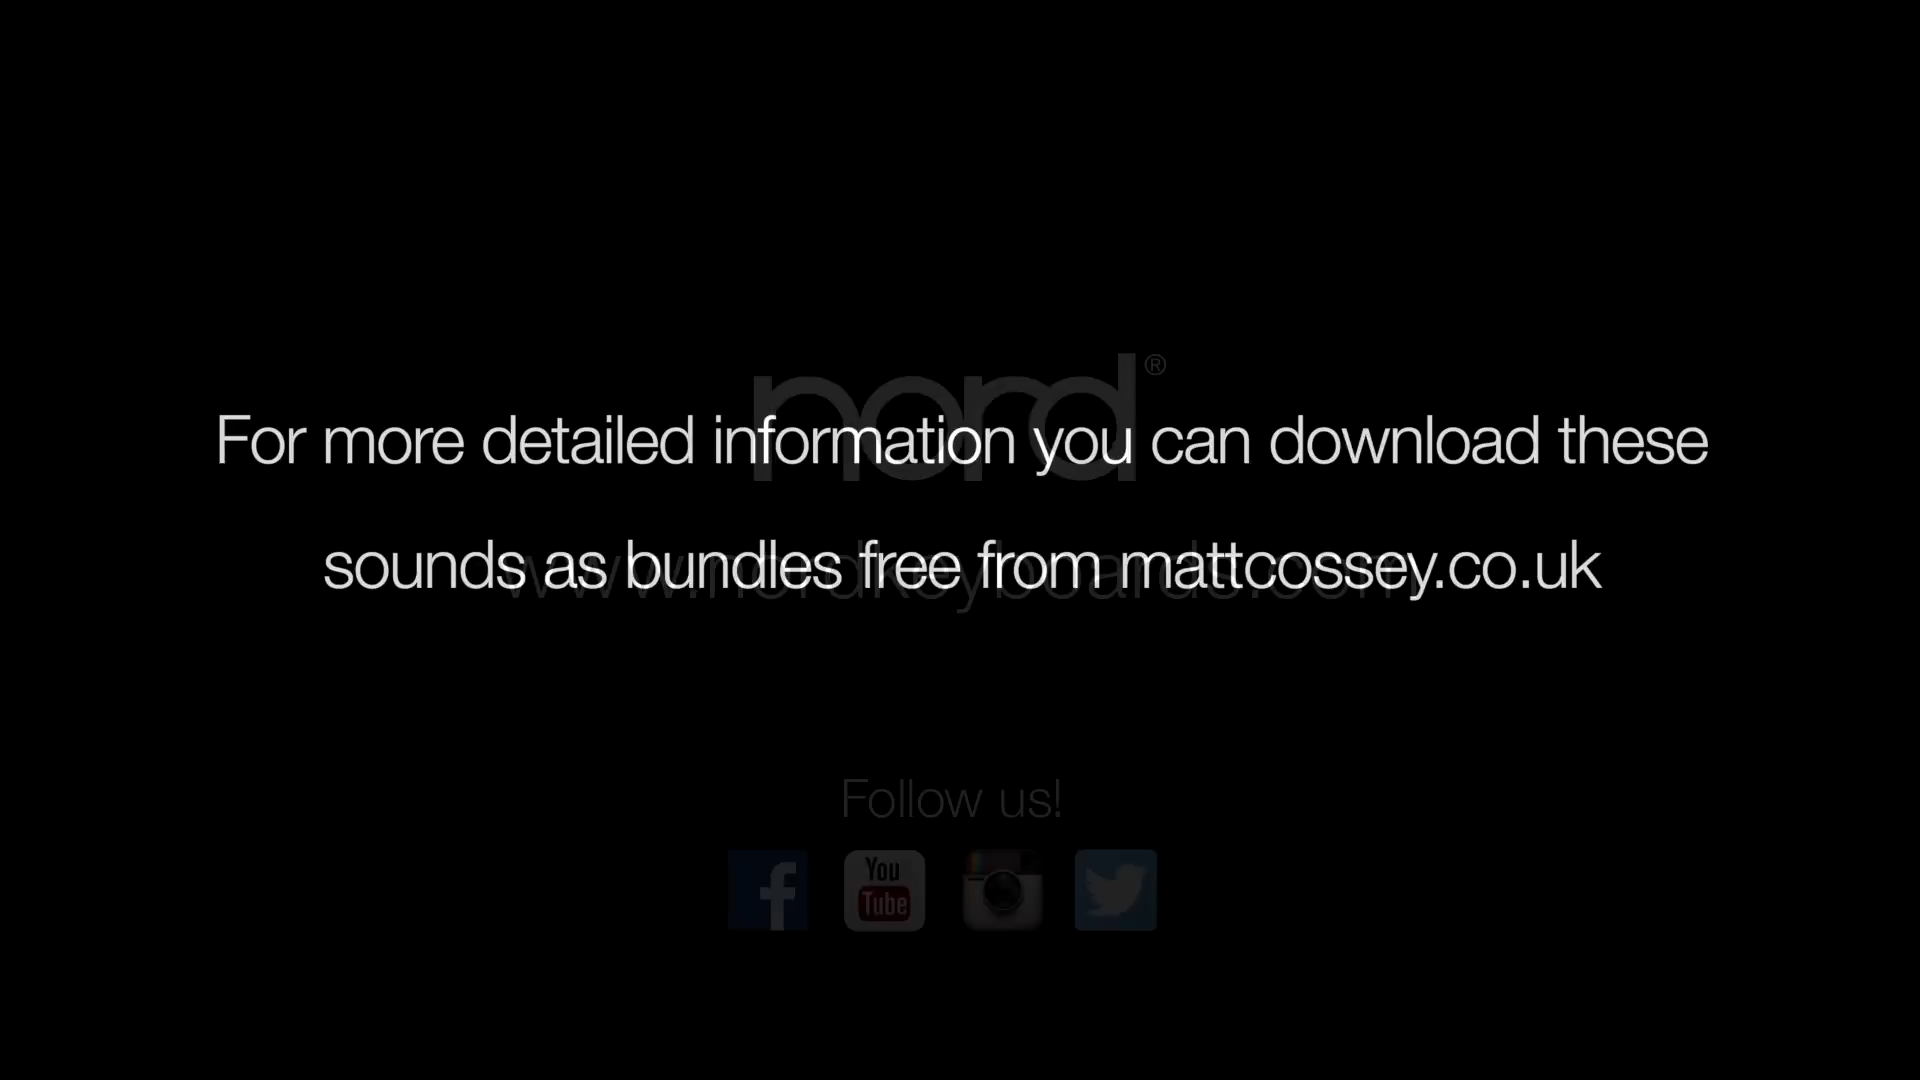 nord®
For more detailed information you can download these
sounds as bundles free from mattcossey.co.uk
www.nordkeyboards.com
Follow us!
f
You
Tube